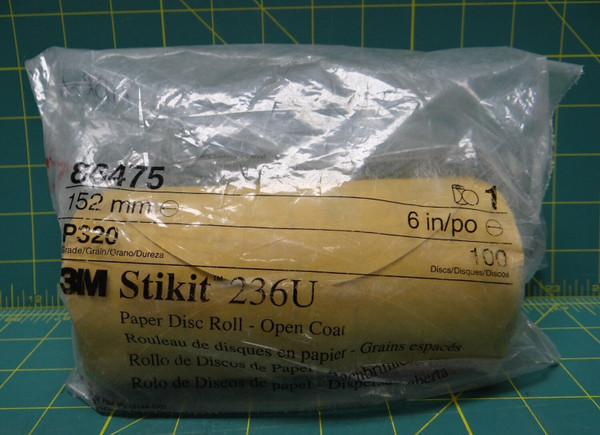 86475
1
152 mm
6 in/po
P320
100
Grade/Grain/Grano/Dureza
Discs/Disques/Discos
3M Stikit™ 236U
Paper Disc Roll - Open Coat
Rouleau de disques en papier - Grains espacés
Rollo de Discos de Papel
Rolo de Discos de papel -